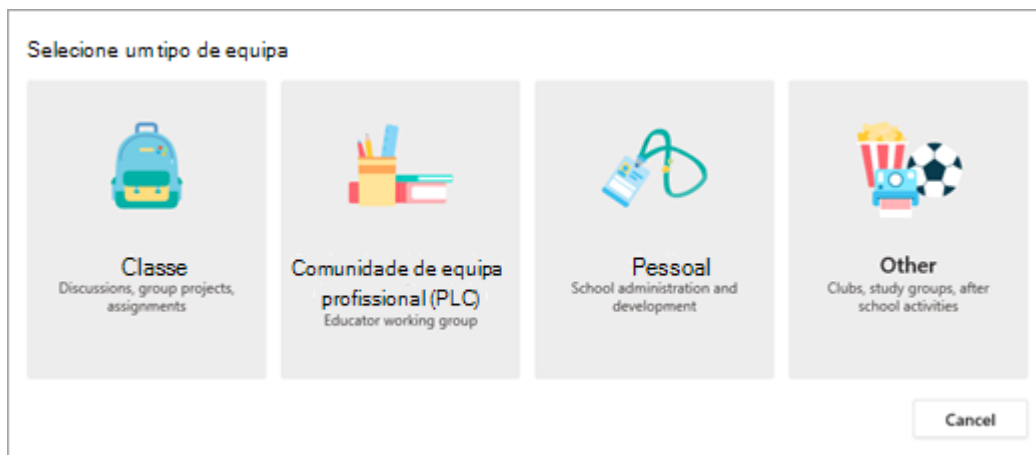 Selecione um tipo de equipa
Classe
Discussions, group projects,
assignments
Comunidade de equipa
profissional (PLC)
Educator working group
Pessoal
School administration and
development
Other
Clubs, study groups, after
school activities
Cancel